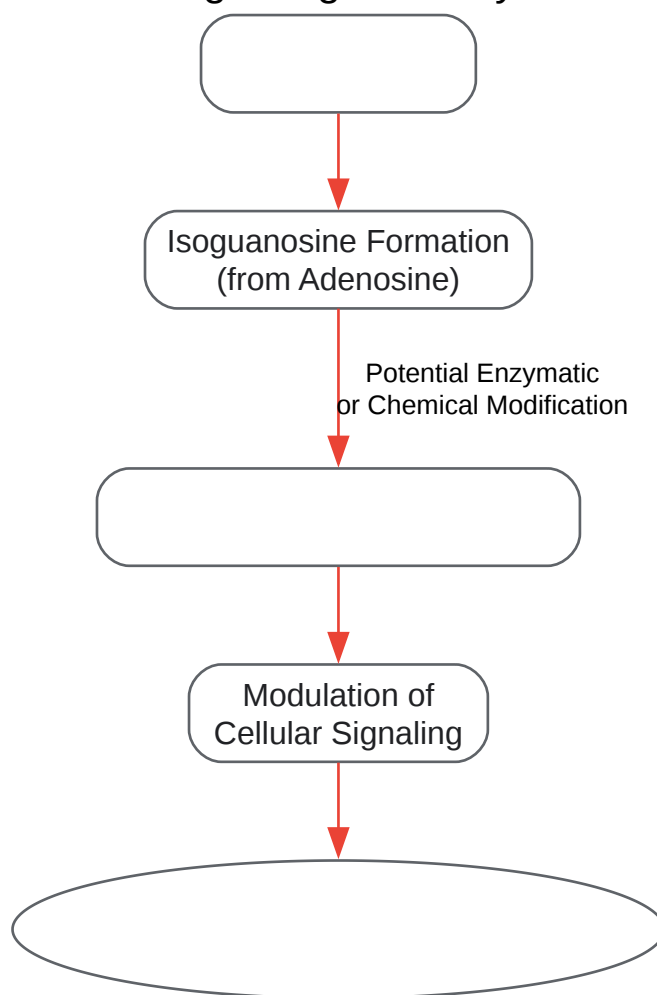 Isoguanosine Formation
(from Adenosine)
Potential Enzymatic
or Chemical Modification
Modulation of
Cellular Signaling